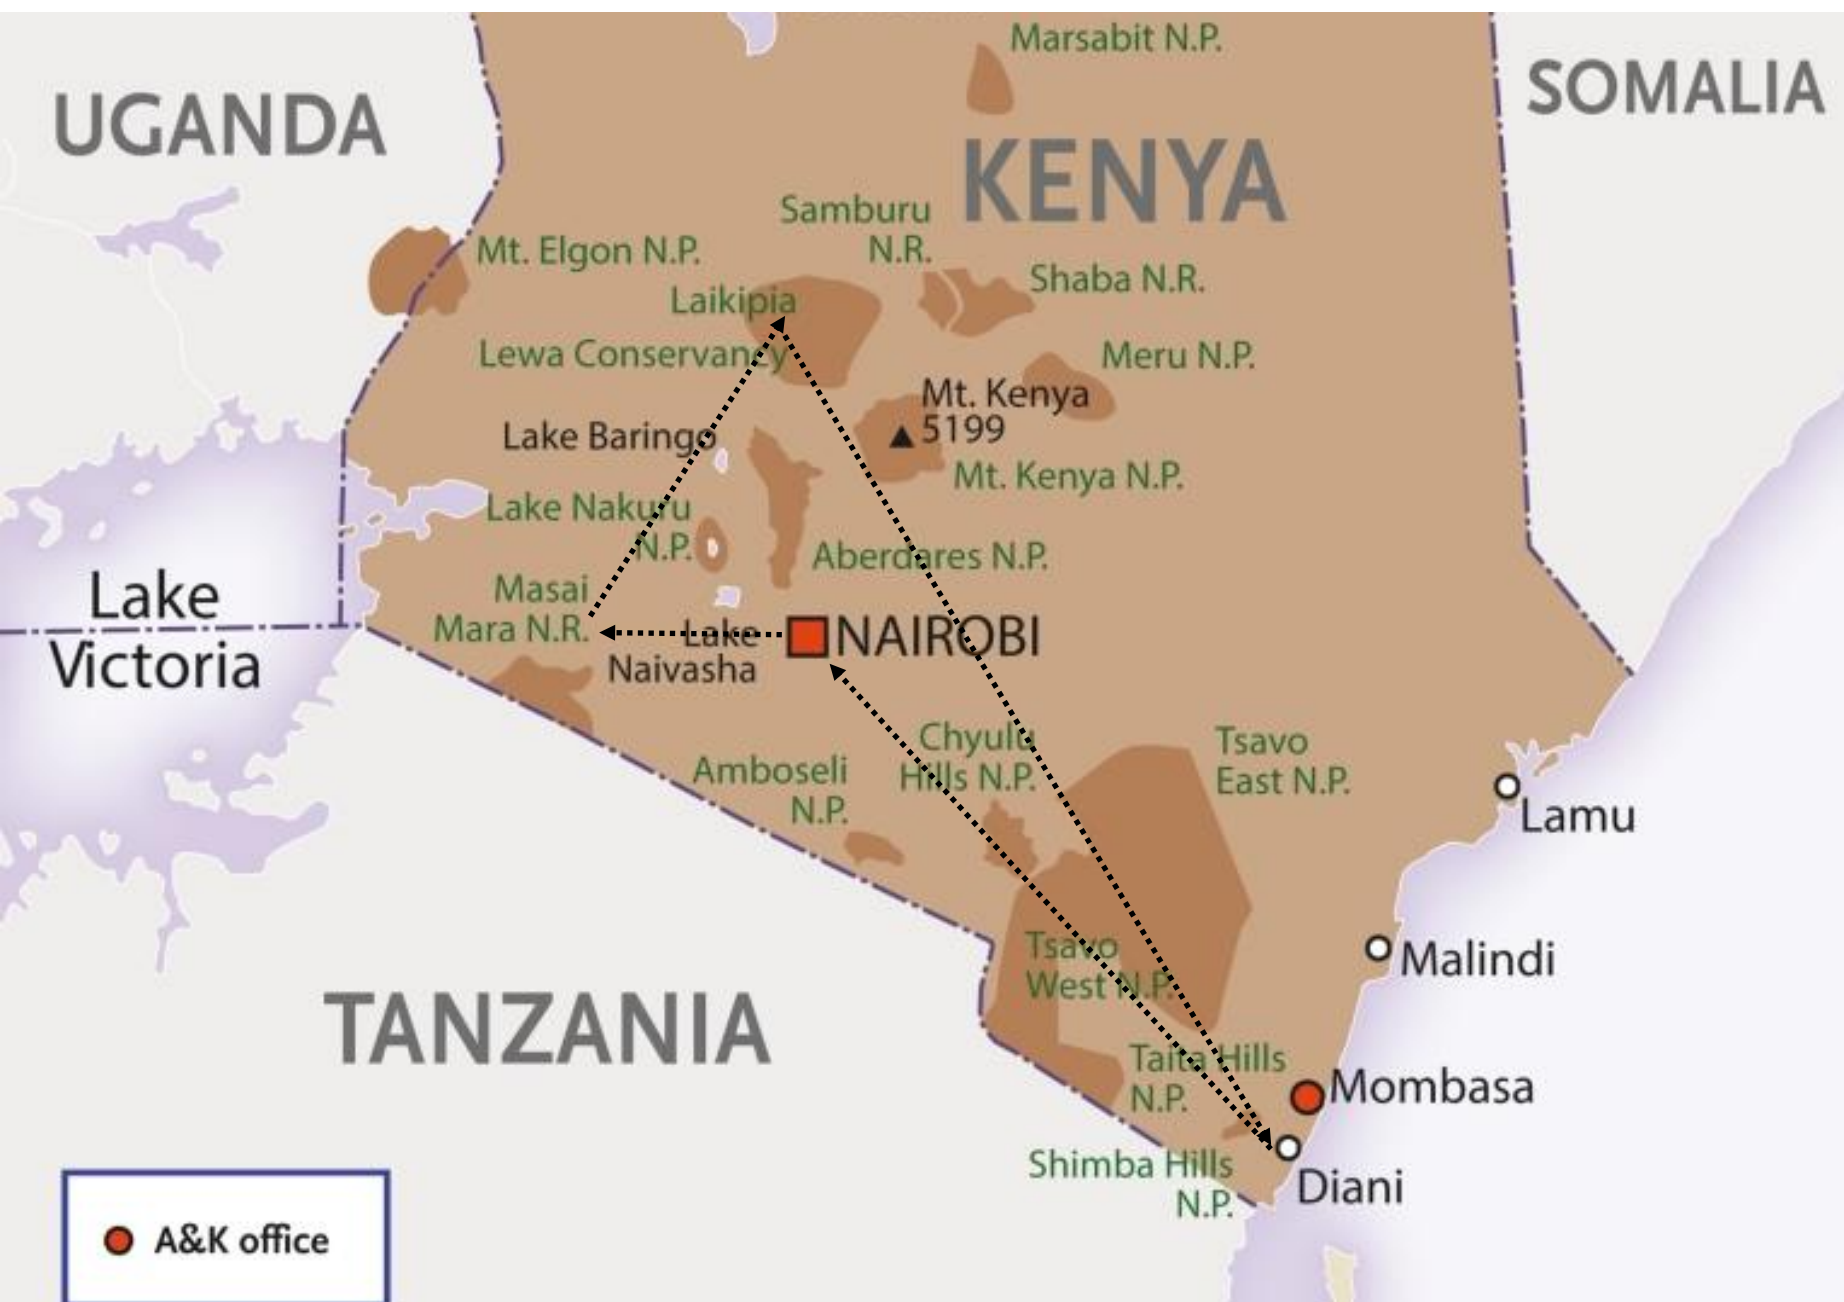 Marsabit N.P.
SOMALIA
UGANDA
KENYA
Samburu
N.R.
Mt. Elgon N.P.
Shaba N.R.
Laikipia
Lewa Conservancy
Meru N.P.
Mt. Kenya
5199
Lake Baringo
Mt. Kenya N.P.
Lake Nakuru
N.P.
Aberdares N.P.
Lake
Victoria
Masai
Mara N.R.
Lake
Naivasha
NAIROBI
Chyulu
Hills N.P.
Tsavo
East N.P.
Amboseli
N.P.
Lamu
Tsavo
West N.P.
Malindi
TANZANIA
Taita Hills
N.P.
Mombasa
Shimba Hills
N.P.
Diani
A&K office